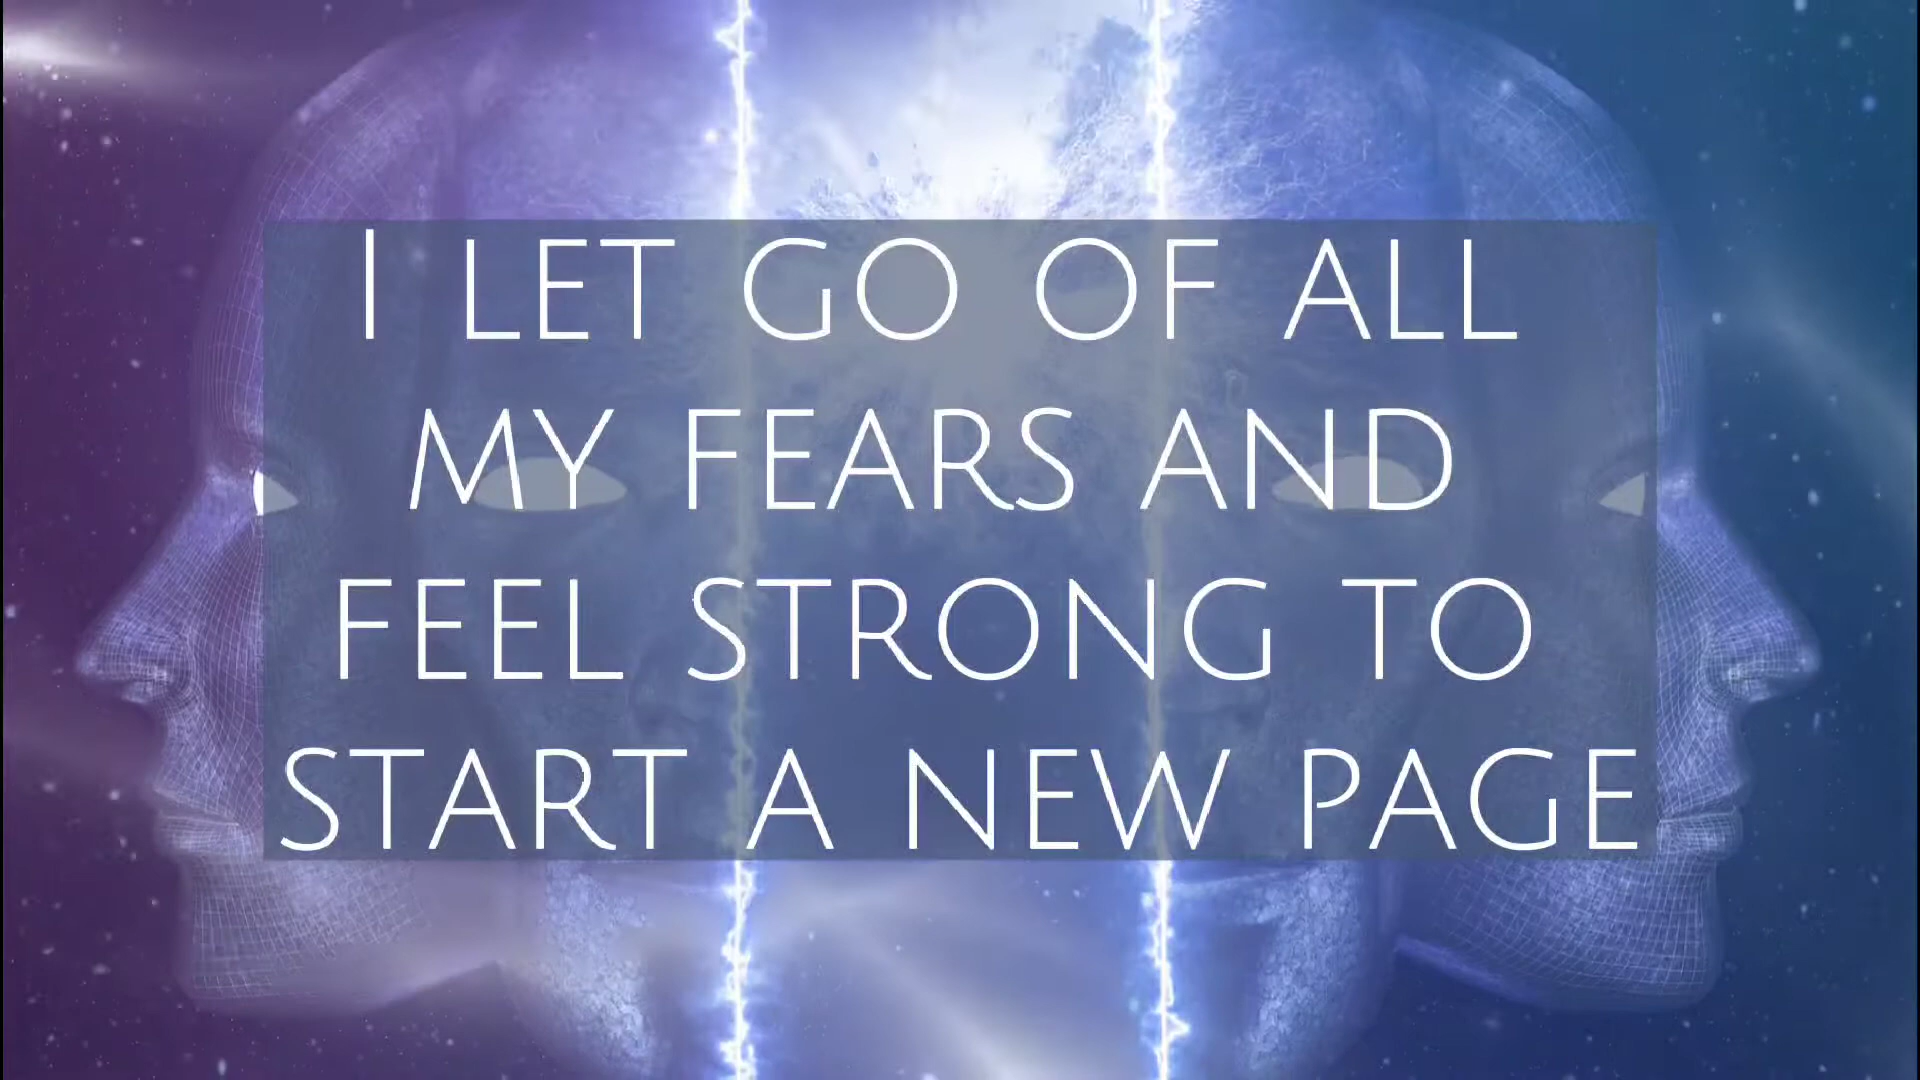 I LET GO OF ALL
MY FEARS AND
FEEL STRONG TO
START A NEW PAGE